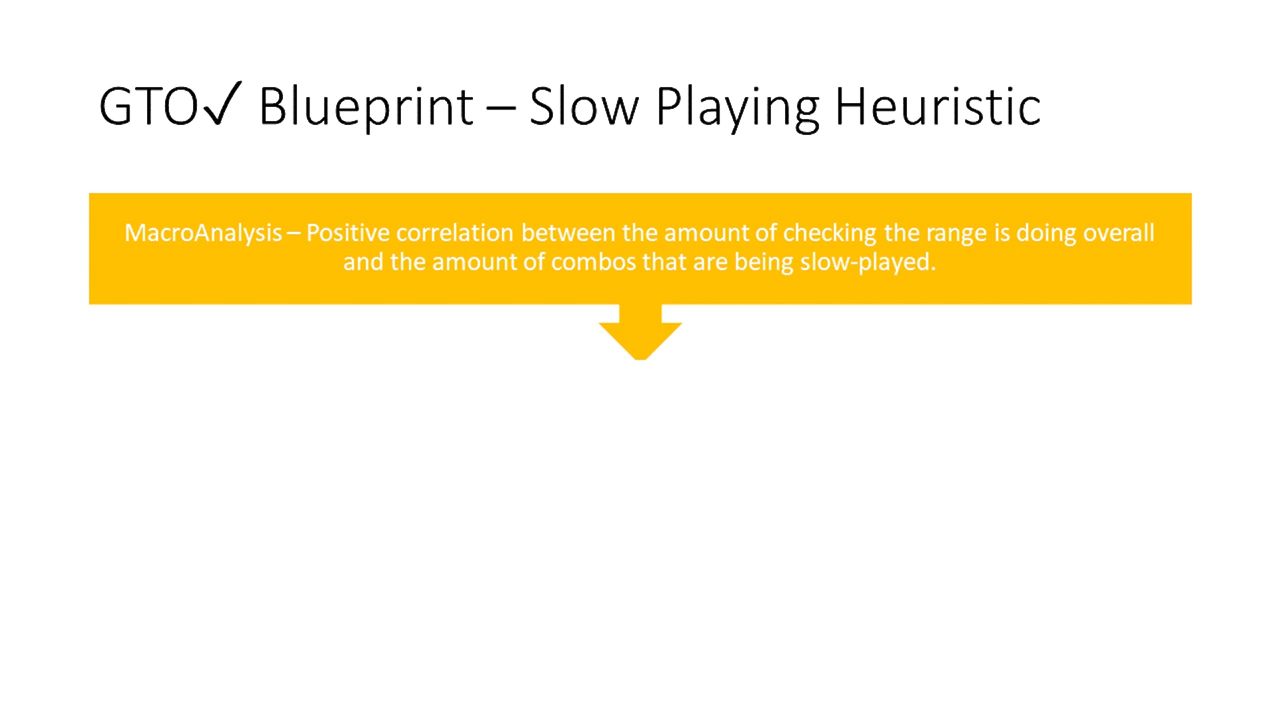 GTO✓ Blueprint – Slow Playing Heuristic
MacroAnalysis – Positive correlation between the amount of checking the range is doing overall
and the amount of combos that are being slow-played.